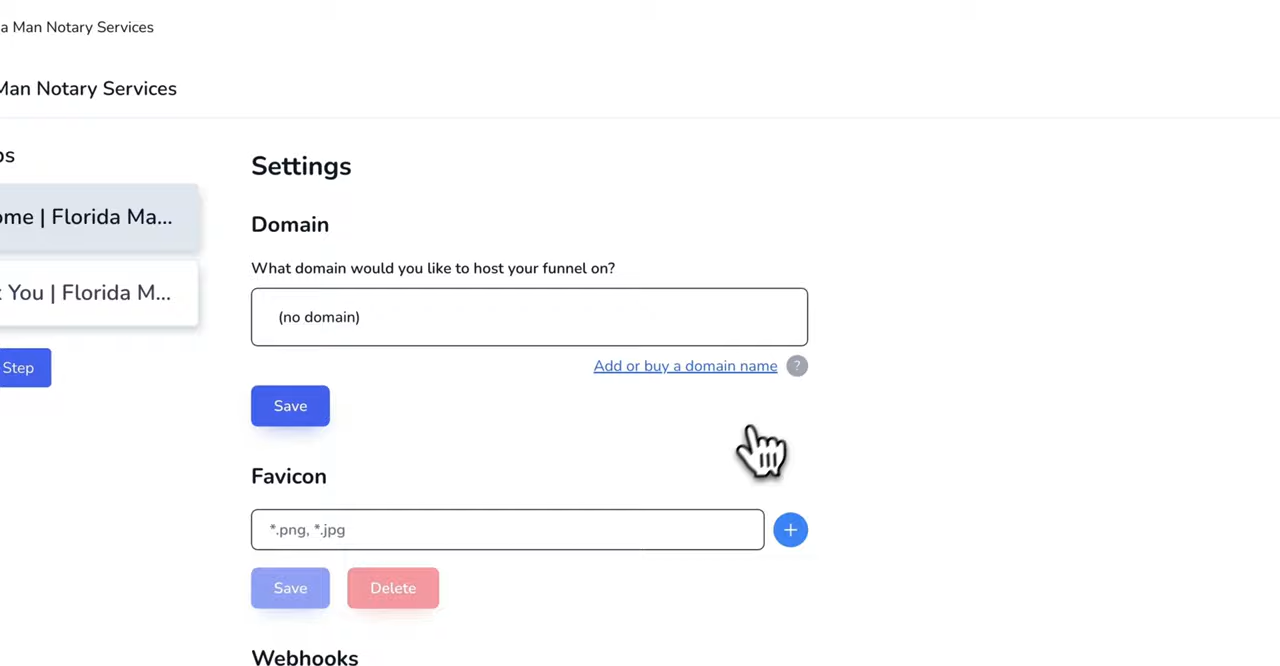 a Man Notary Services
Man Notary Services
ps
ome | Florida Ma...
You | Florida M...
Step
Settings
Domain
What domain would you like to host your funnel on?
(no domain)
Add or buy a domain name ?
Save
Favicon
*.png, *.jpg
+
Save Delete
Webhooks